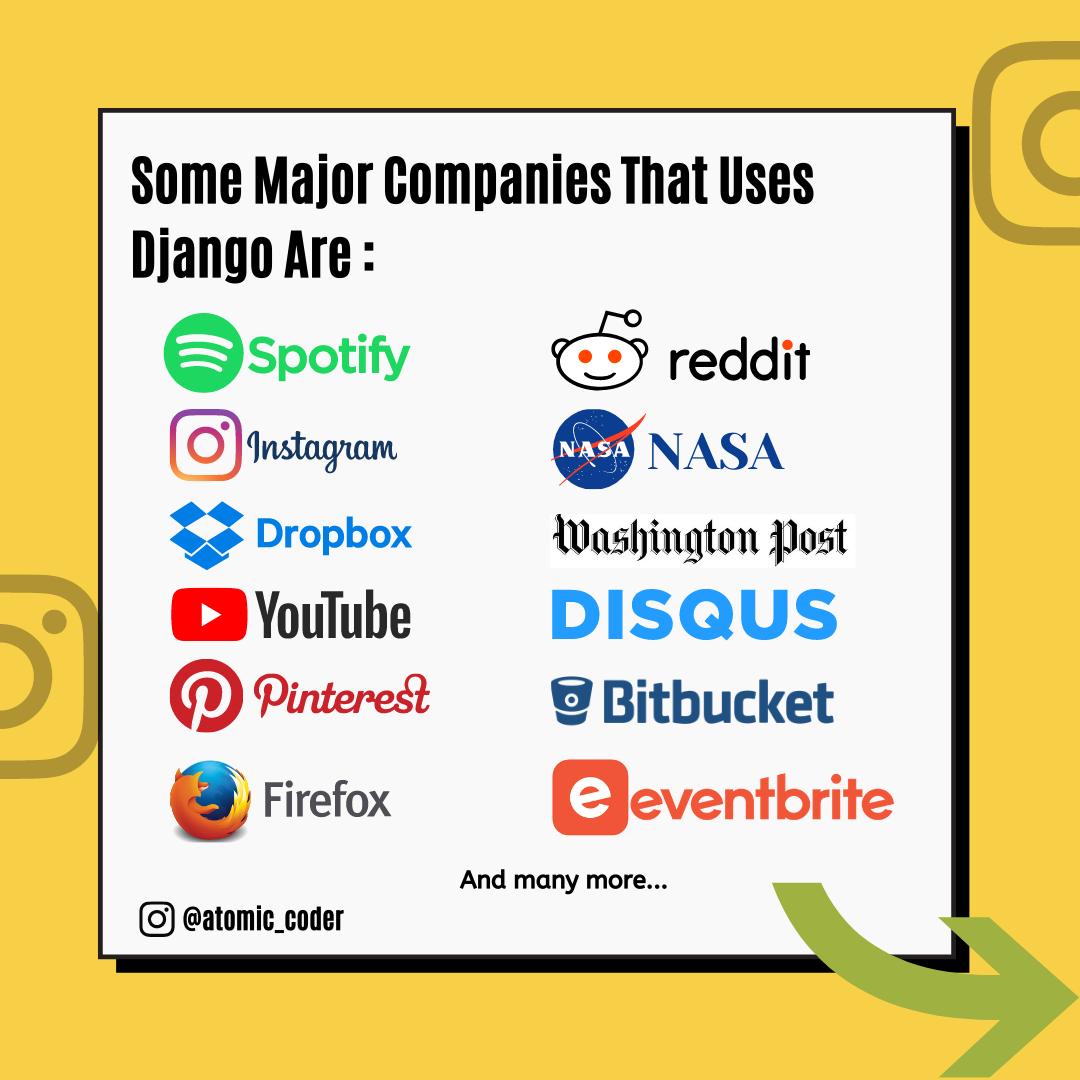 Some Major Companies That Uses
Django Are :
Spotify
reddit
Instagram
NASA NASA
Dropbox
Washington Post
YouTube
DISQUS
Pinterest
Bitbucket
Firefox
e eventbrite
And many more...
@atomic_coder